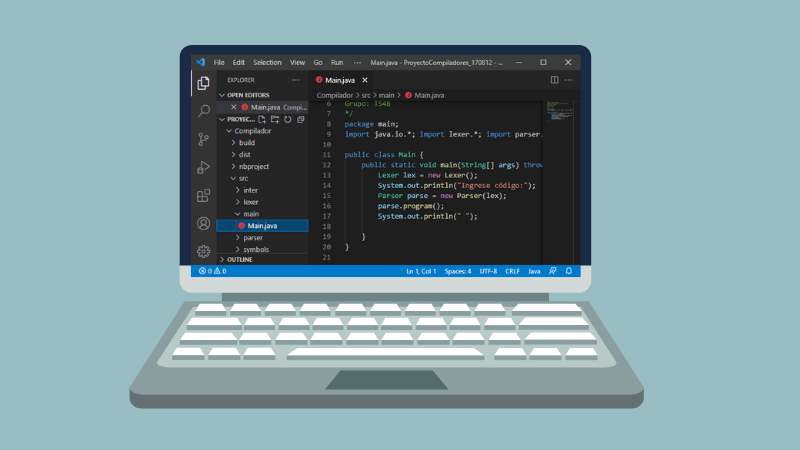 File Edit Selection View Go Run ··· Main.java - ProyectoCompiladores_170812 - ...
EXPLORER ···
Main.java
OPEN EDITORS
Main.java Compi...
PROYEC...
Compilador
build
dist
nbproject
src
inter
lexer
main
Main.java
parser
symbols
OUTLINE
Compilador > src > main > Main.java
6 Grupo: 1548
7 */
8 package main;
9 import java.io.*; import lexer.*; import parser.
10
11 public class Main {
12 public static void main(String[] args) throw
13 Lexer lex = new Lexer();
14 System.out.println("Ingrese código:");
15 Parser parse = new Parser(lex);
16 parse.program();
17 System.out.println(" ");
18
19 }
20 }
21
0 0 Ln 1, Col 1 Spaces: 4 UTF-8 CRLF Java